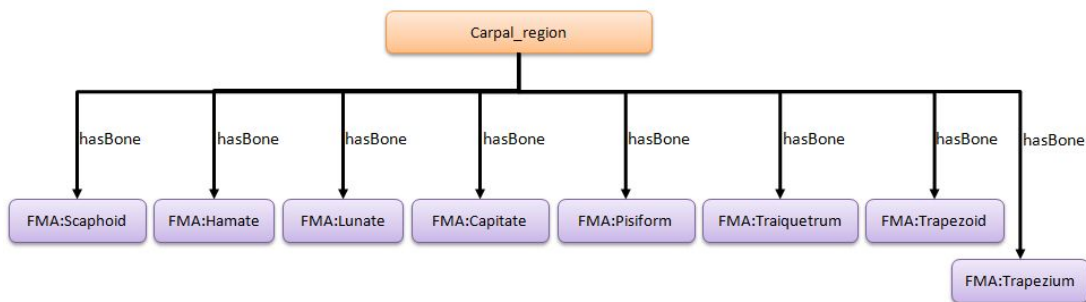 Carpal_region
hasBone hasBone hasBone hasBone hasBone hasBone hasBone hasBone
FMA:Scaphoid FMA:Hamate FMA:Lunate FMA:Capitate FMA:Pisiform FMA:Traiquetrum FMA:Trapezoid
FMA:Trapezium